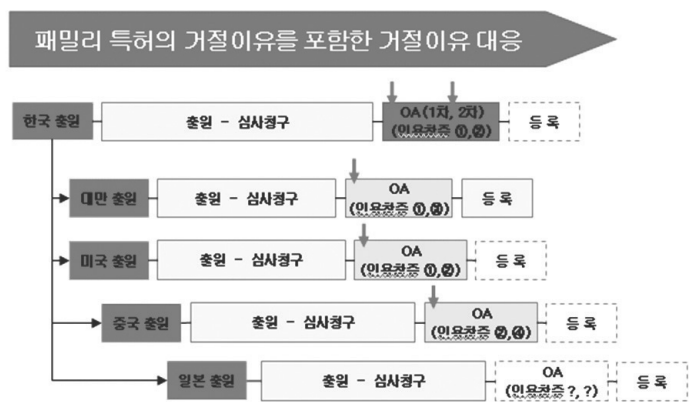 패밀리 특허의 거절이유를 포함한 거절이유 대응
한국 출원
출원 - 심사청구
OA(1차, 2차)
(인용참증 ①,②)
등 록
대만 출원
출원 - 심사청구
OA
(인용참증 ①,③)
등 록
미국 출원
출원 - 심사청구
OA
(인용참증 ①,②)
등 록
중국 출원
출원 - 심사청구
OA
(인용참증 ②,④)
등 록
일본 출원
출원 - 심사청구
OA
(인용참증 ?, ?)
등 록